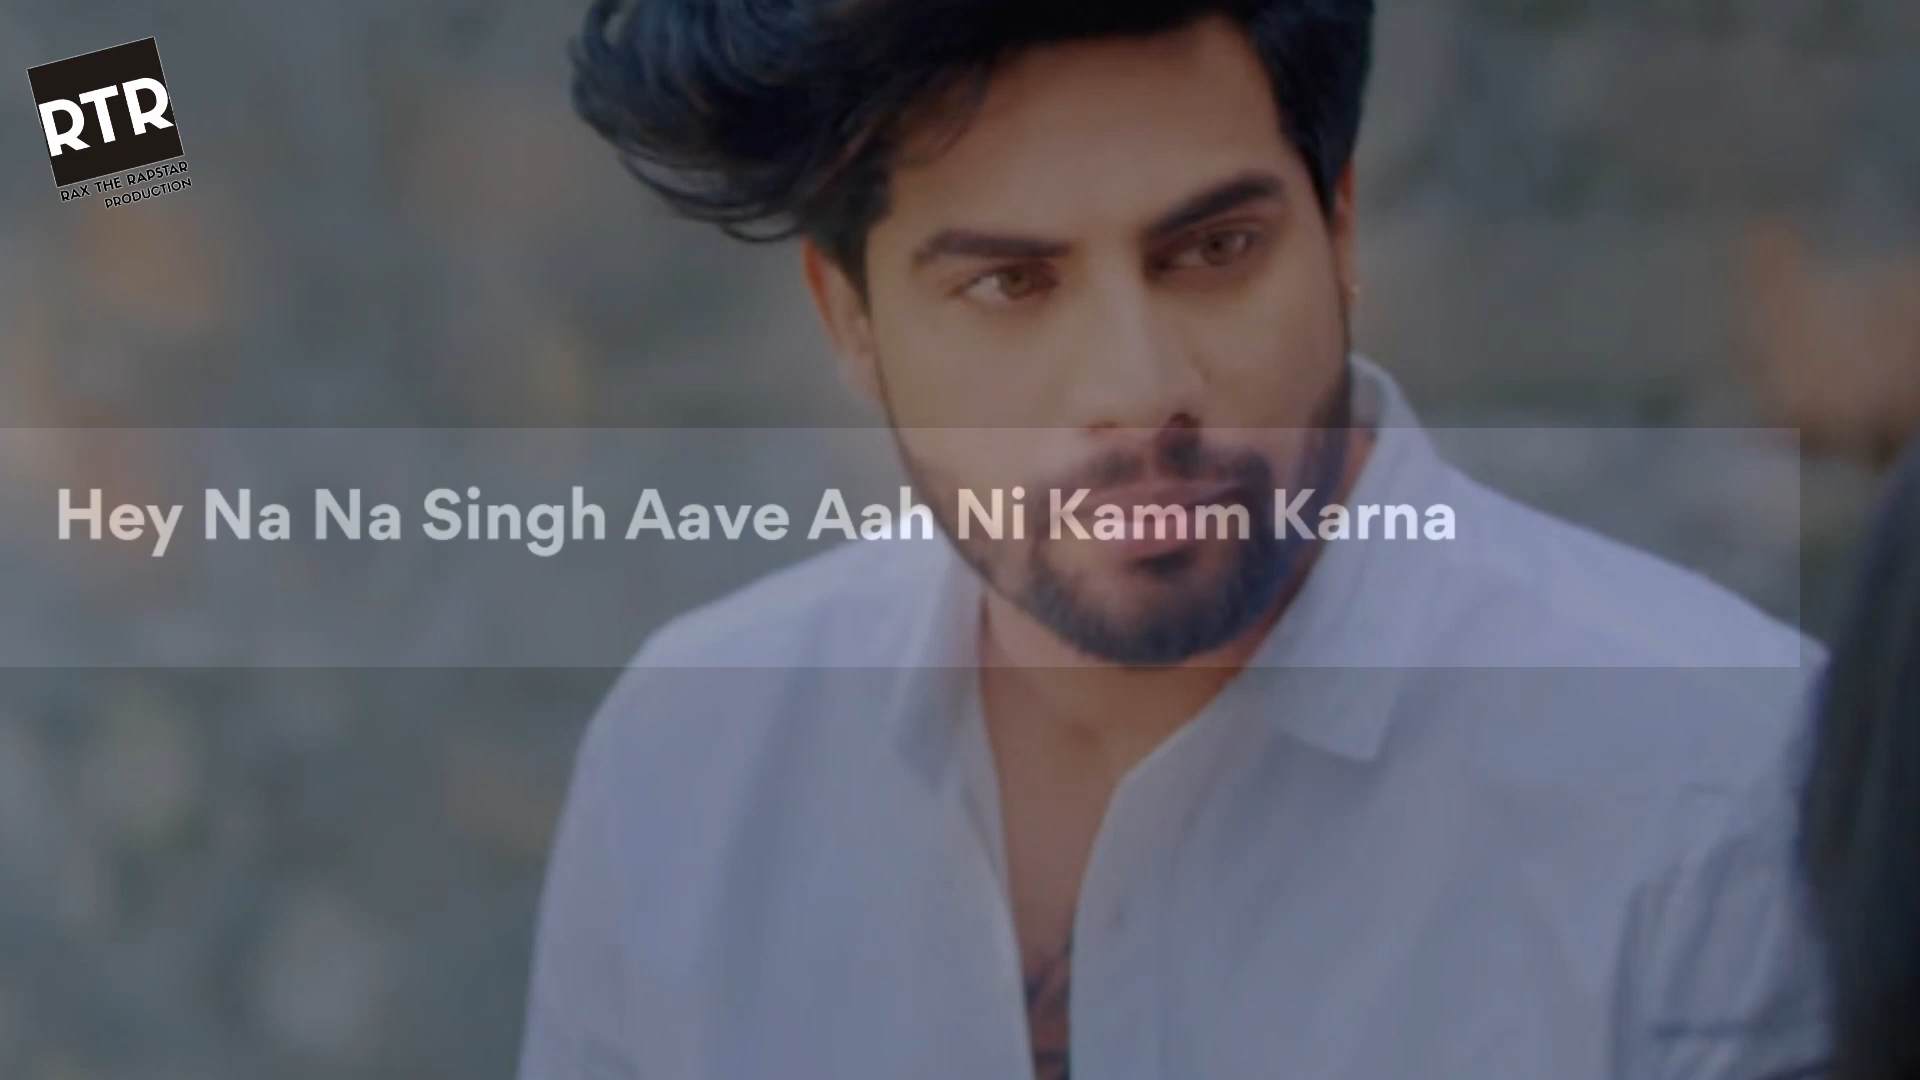 RTR
RAX THE RAPSTAR
PRODUCTION
Hey Na Na Singh Aave Aah Ni Kamm Karna